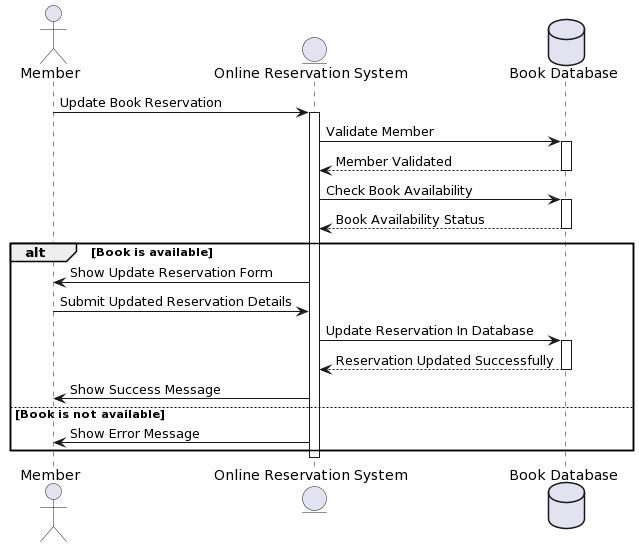 Member
Online Reservation System
Book Database
Update Book Reservation
Validate Member
Member Validated
Check Book Availability
Book Availability Status
alt [Book is available]
Show Update Reservation Form
Submit Updated Reservation Details
Update Reservation In Database
Reservation Updated Successfully
Show Success Message
[Book is not available]
Show Error Message
Member
Online Reservation System
Book Database